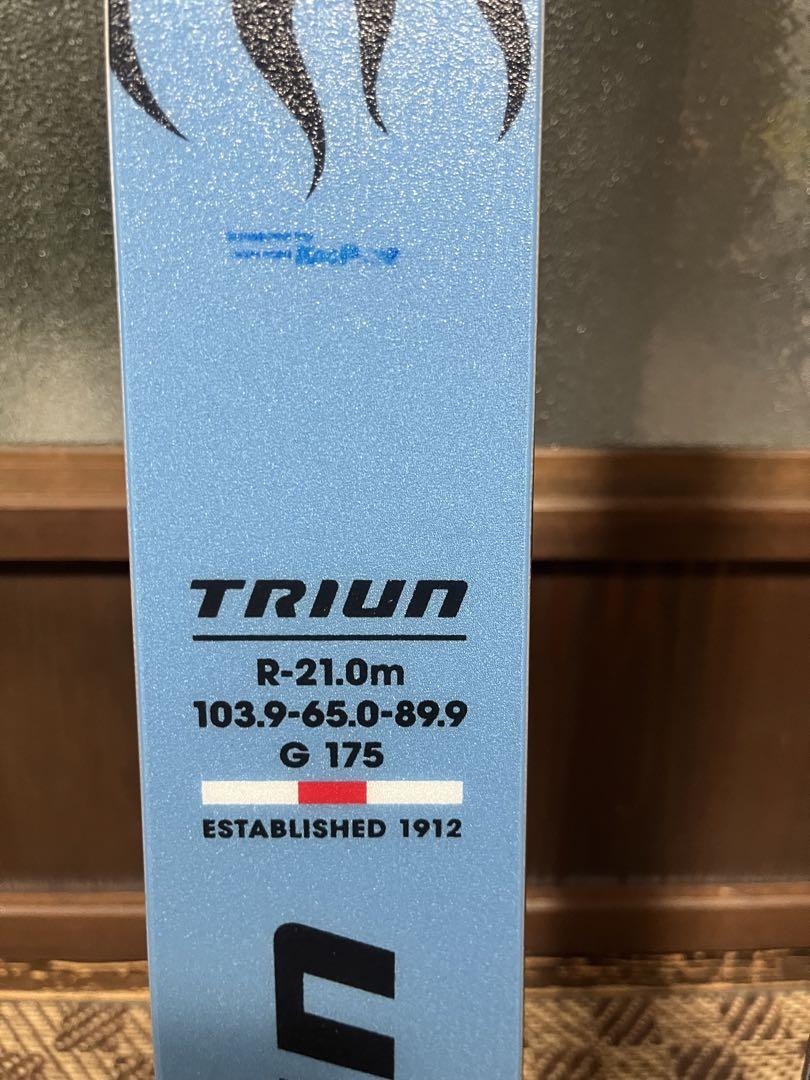 TRIUN
R-21.0m
103.9-65.0-89.9
G 175
ESTABLISHED 1912